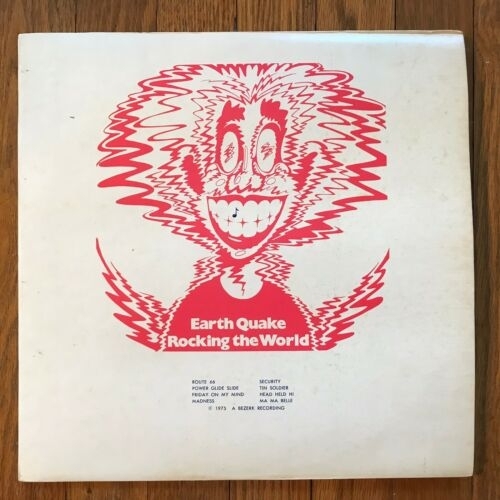 Earth Quake
Rocking the World
ROUTE 66
POWER GLIDE SLIDE
FRIDAY ON MY MIND
MADNESS
SECURITY
TIN SOLDIER
HEAD HELD HI
MA MA BELLE
℗ 1975 A BEZERK RECORDING